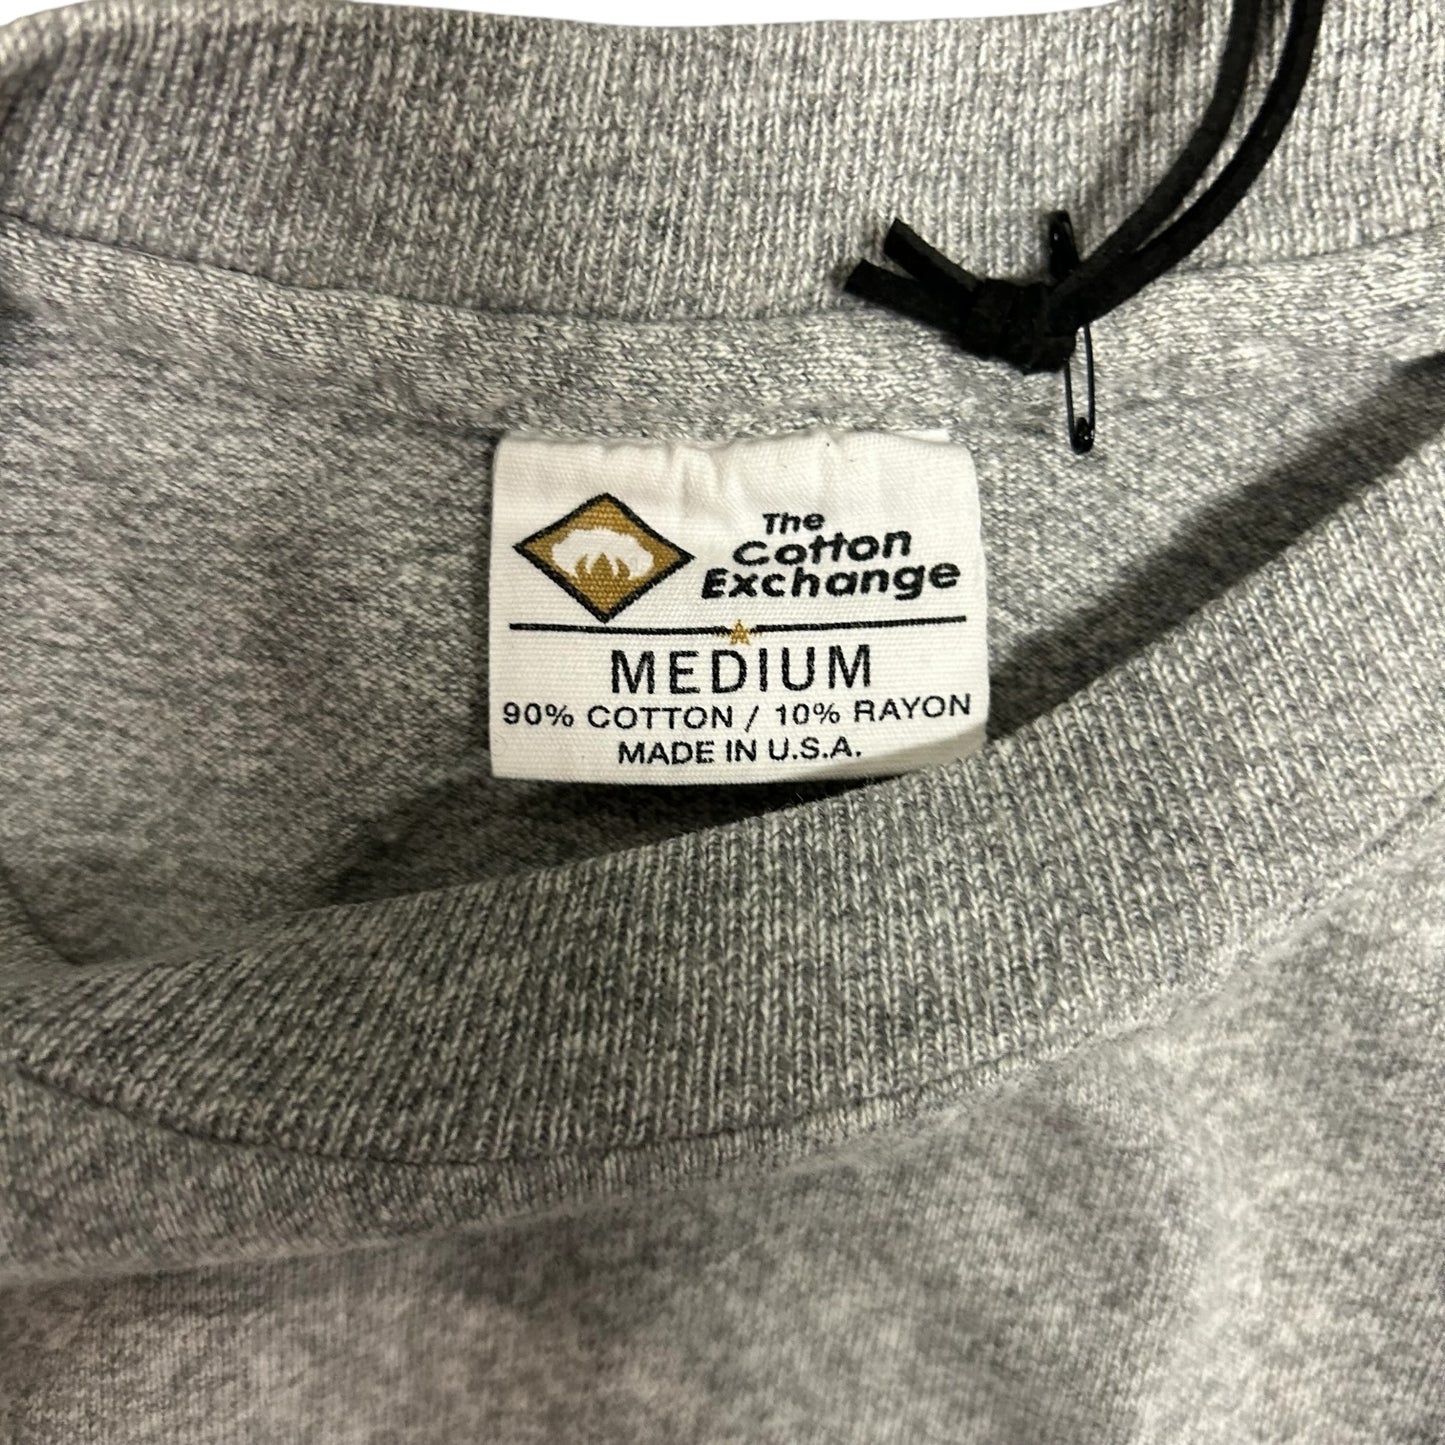 The
Cotton
Exchange
MEDIUM
90% COTTON / 10% RAYON
MADE IN U.S.A.